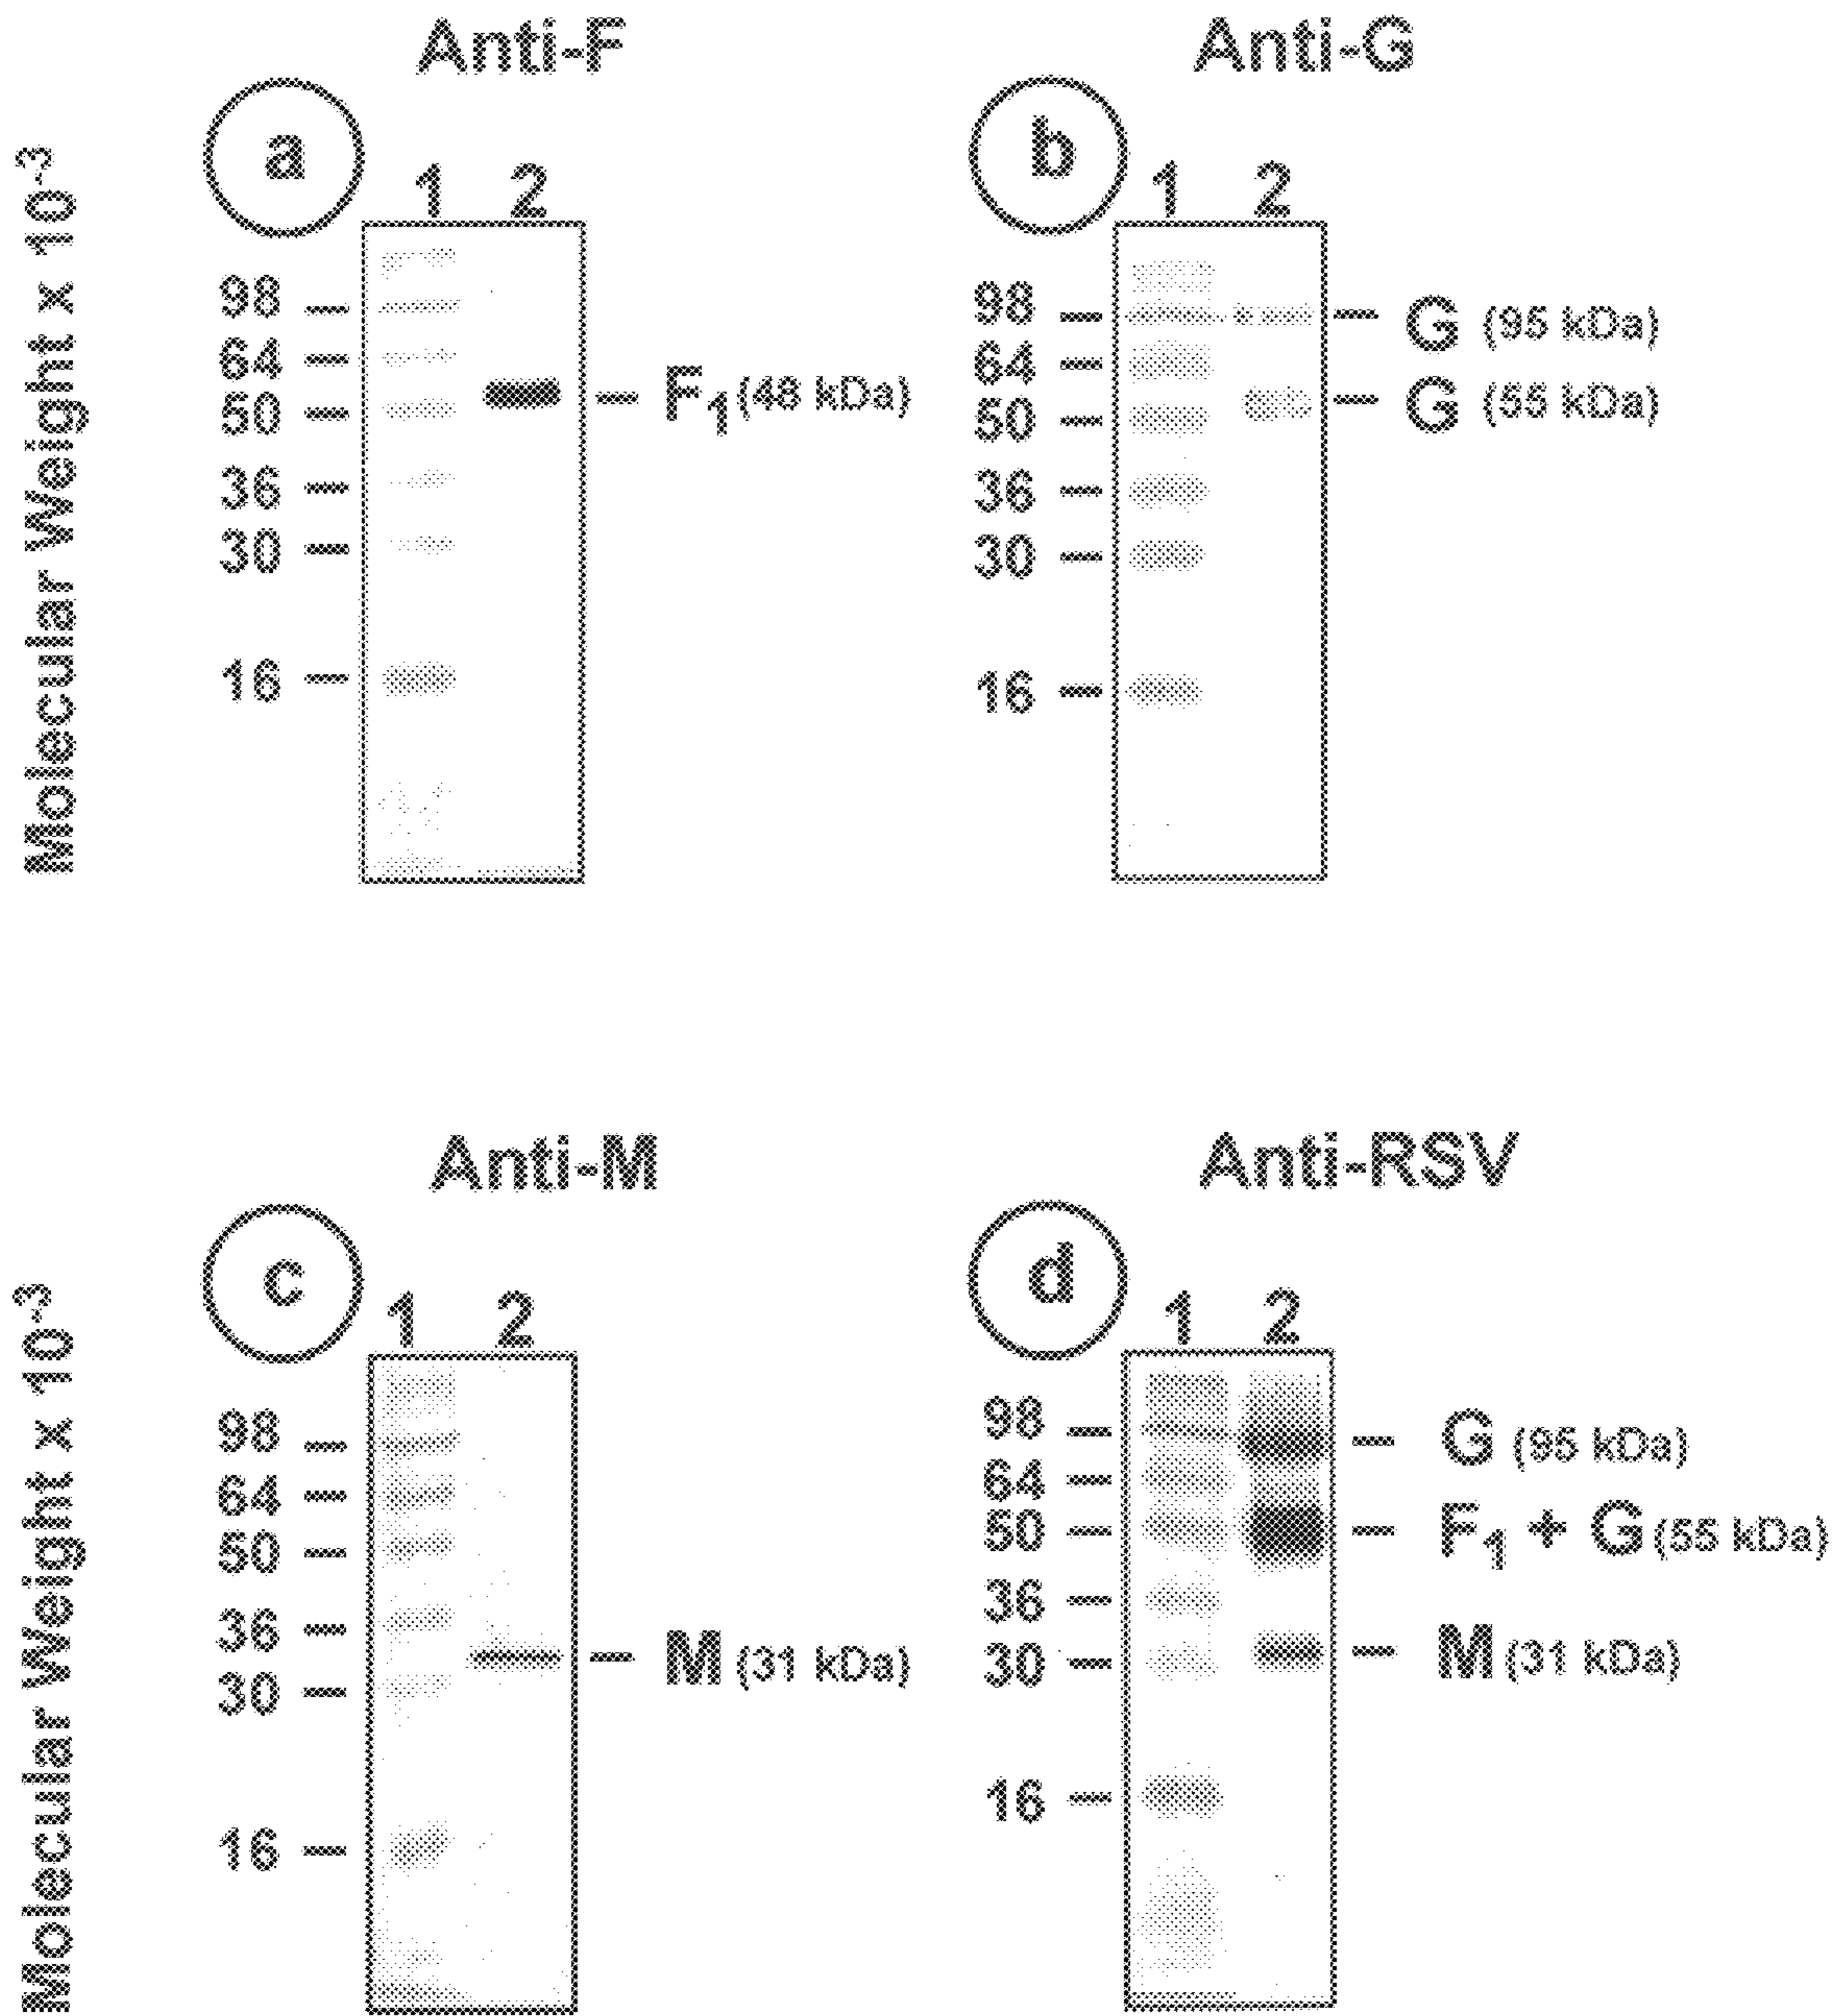 Anti-F
a
1 2
Molecular Weight x 10-3
98
64
50
36
30
16
F1 (48 kDa)
Anti-G
b
1 2
98
64
50
36
30
16
G (95 kDa)
G (55 kDa)
Anti-M
c
1 2
Molecular Weight x 10-3
98
64
50
36
30
16
M (31 kDa)
Anti-RSV
d
1 2
98
64
50
36
30
16
G (95 kDa)
F1 + G (55 kDa)
M (31 kDa)